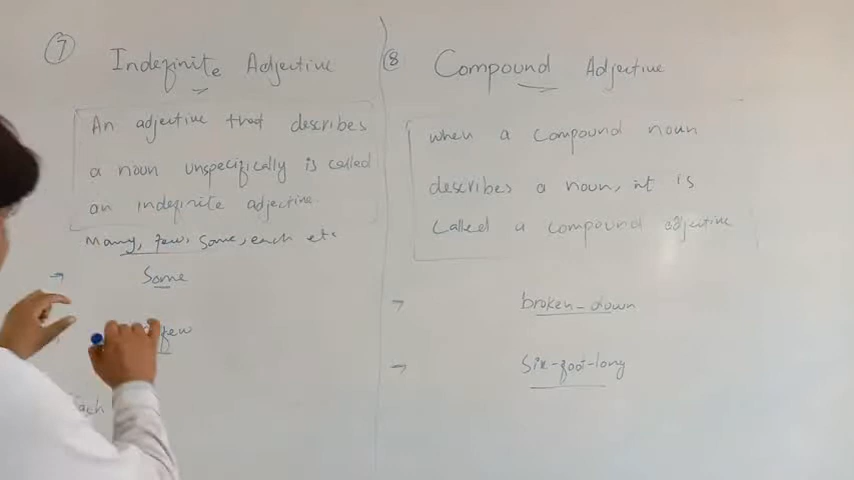 7 Indefinite Adjective
An adjective that describes
a noun unspecifically is called
an indefinite adjective.
Many, few, some, each etc
→ Some
few
each
8 Compound Adjective
when a compound noun
describes a noun, it is
called a compound adjective
→ broken-down
→ Six-foot-long